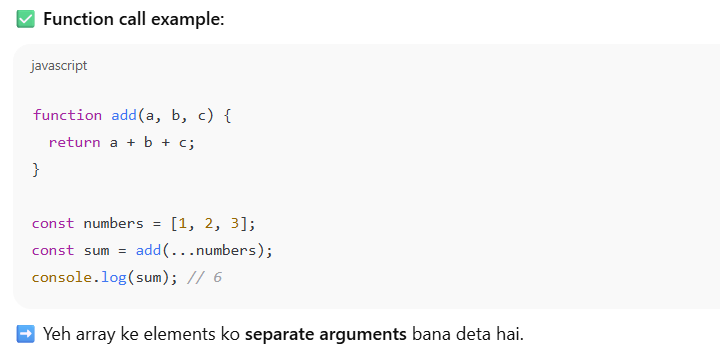 ✅ Function call example:
javascript
function add(a, b, c) {
  return a + b + c;
}
const numbers = [1, 2, 3];
const sum = add(...numbers);
console.log(sum); // 6
➡️ Yeh array ke elements ko separate arguments bana deta hai.